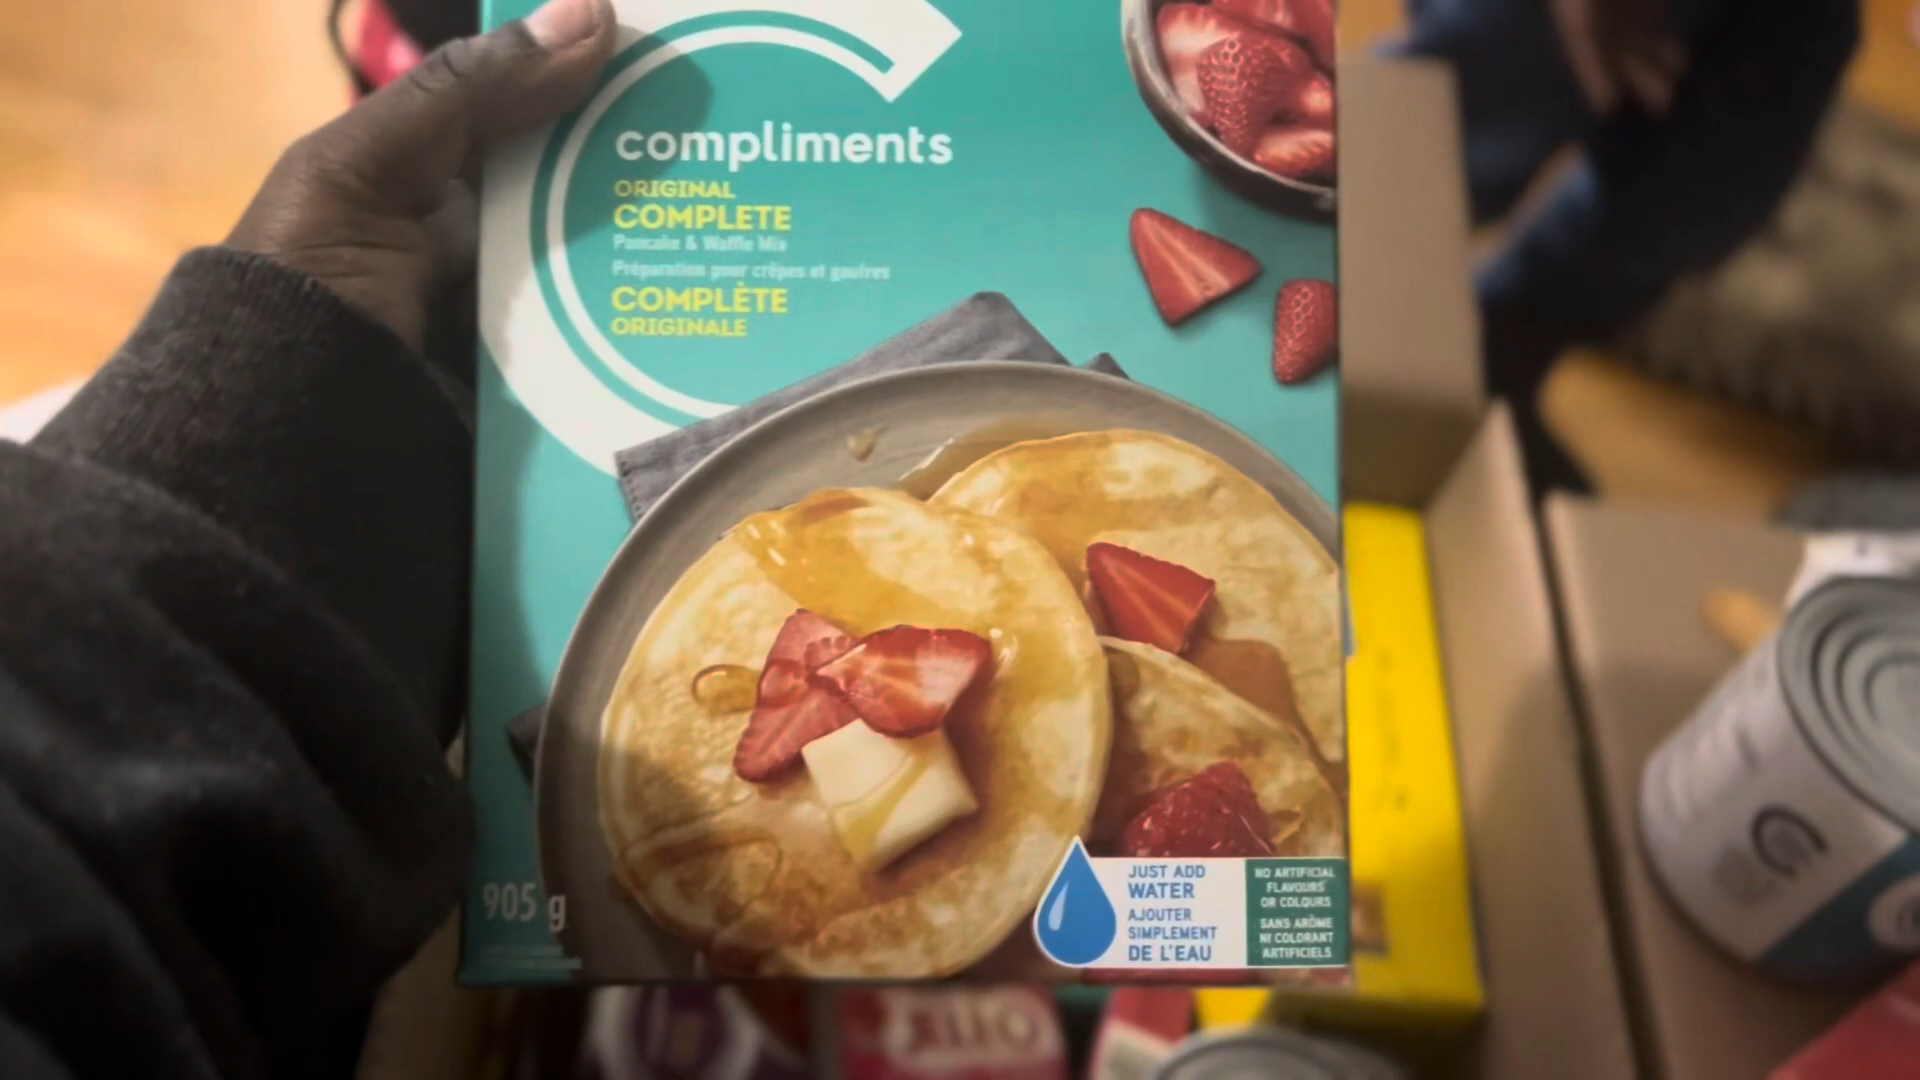 compliments
ORIGINAL
COMPLETE
Pancake & Waffle Mix
Préparation pour crêpes et gaufres
COMPLÈTE
ORIGINALE
905 g
JUST ADD
WATER
AJOUTER
SIMPLEMENT
DE L'EAU
NO ARTIFICIAL
FLAVOURS
OR COLOURS
SANS ARÔME
NI COLORANT
ARTIFICIELS